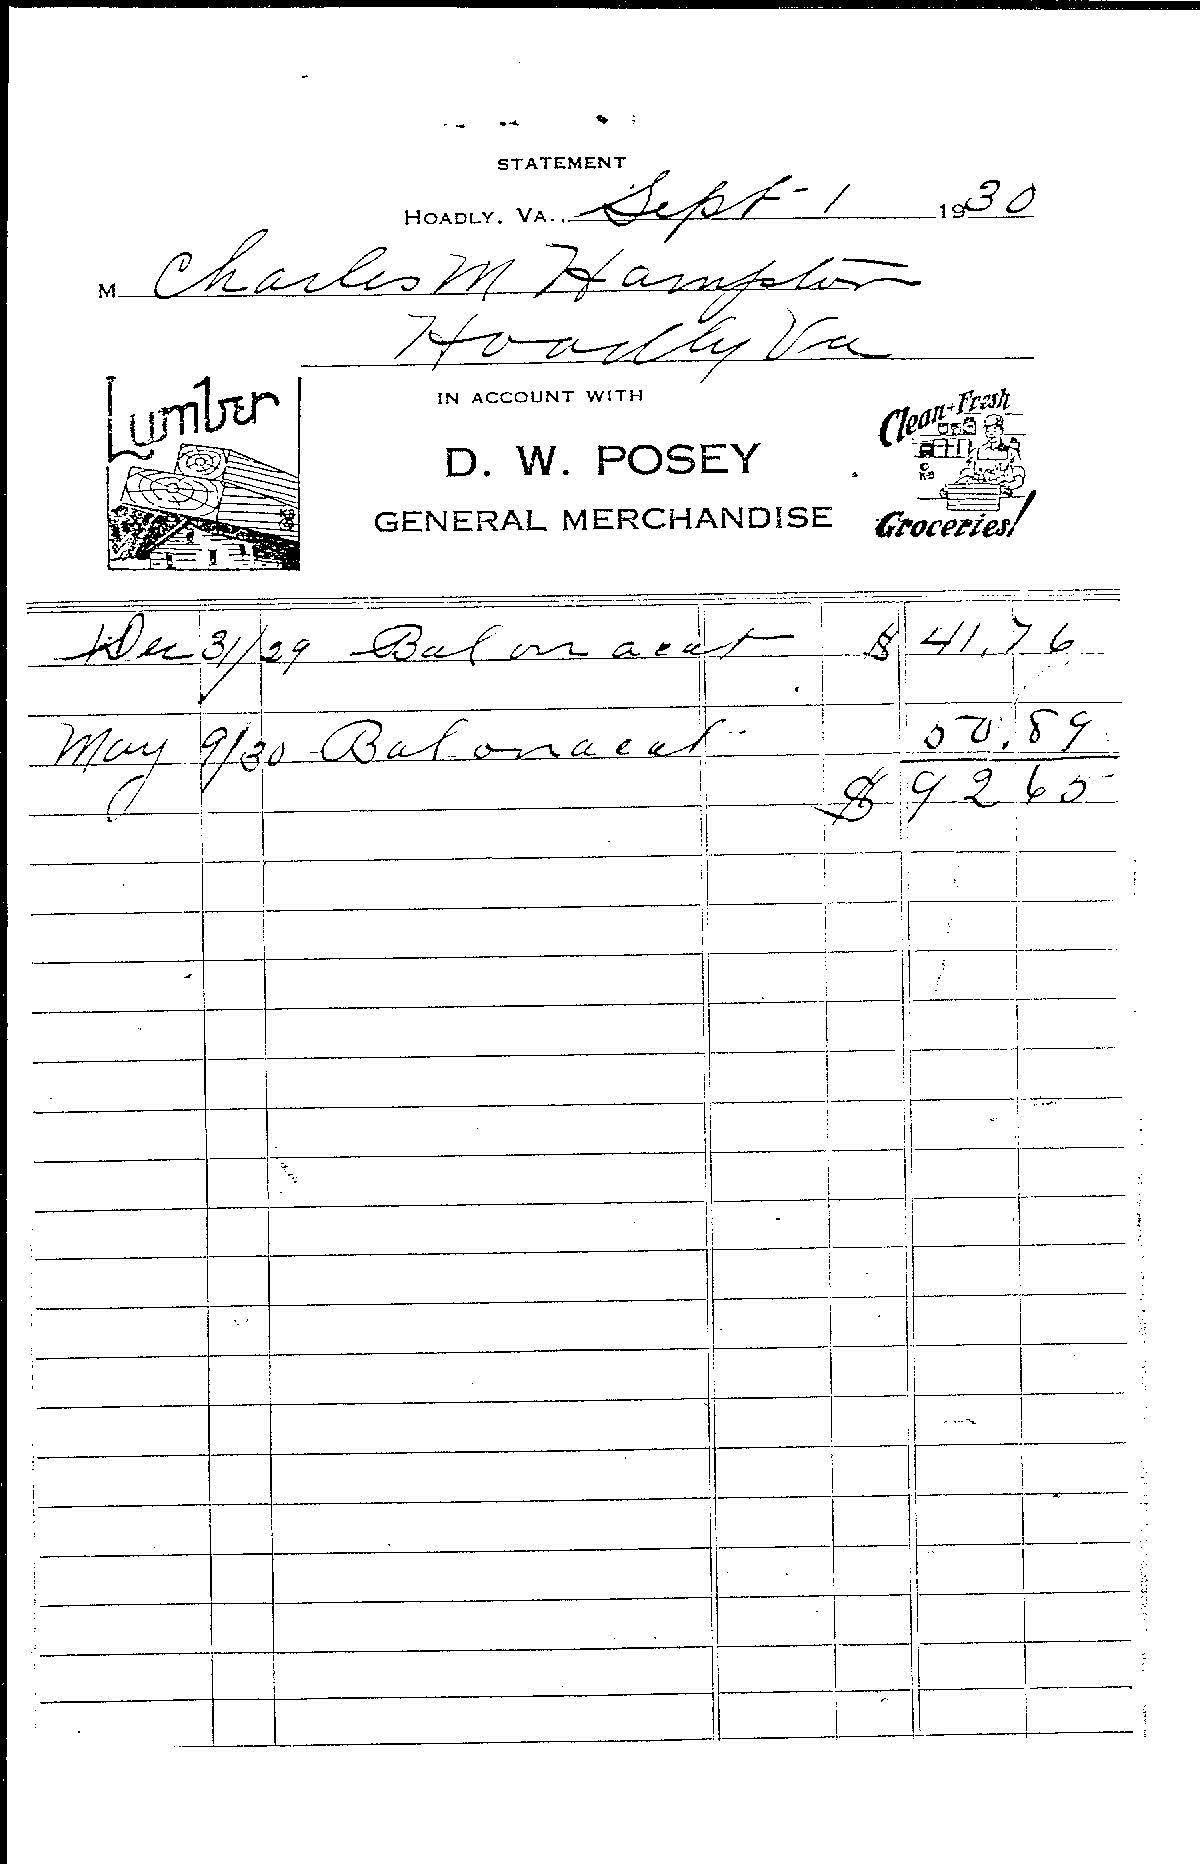 STATEMENT
HOADLY, VA., Sept - 1 1930
M Charles M Hampton
Hoadly Va
Lumber
IN ACCOUNT WITH
D. W. POSEY
GENERAL MERCHANDISE
Clean-Fresh
Groceries!
Dec 31/29 Bal on acct $ 41.76
May 9/30 Bal on acct 50.89
$ 92 65